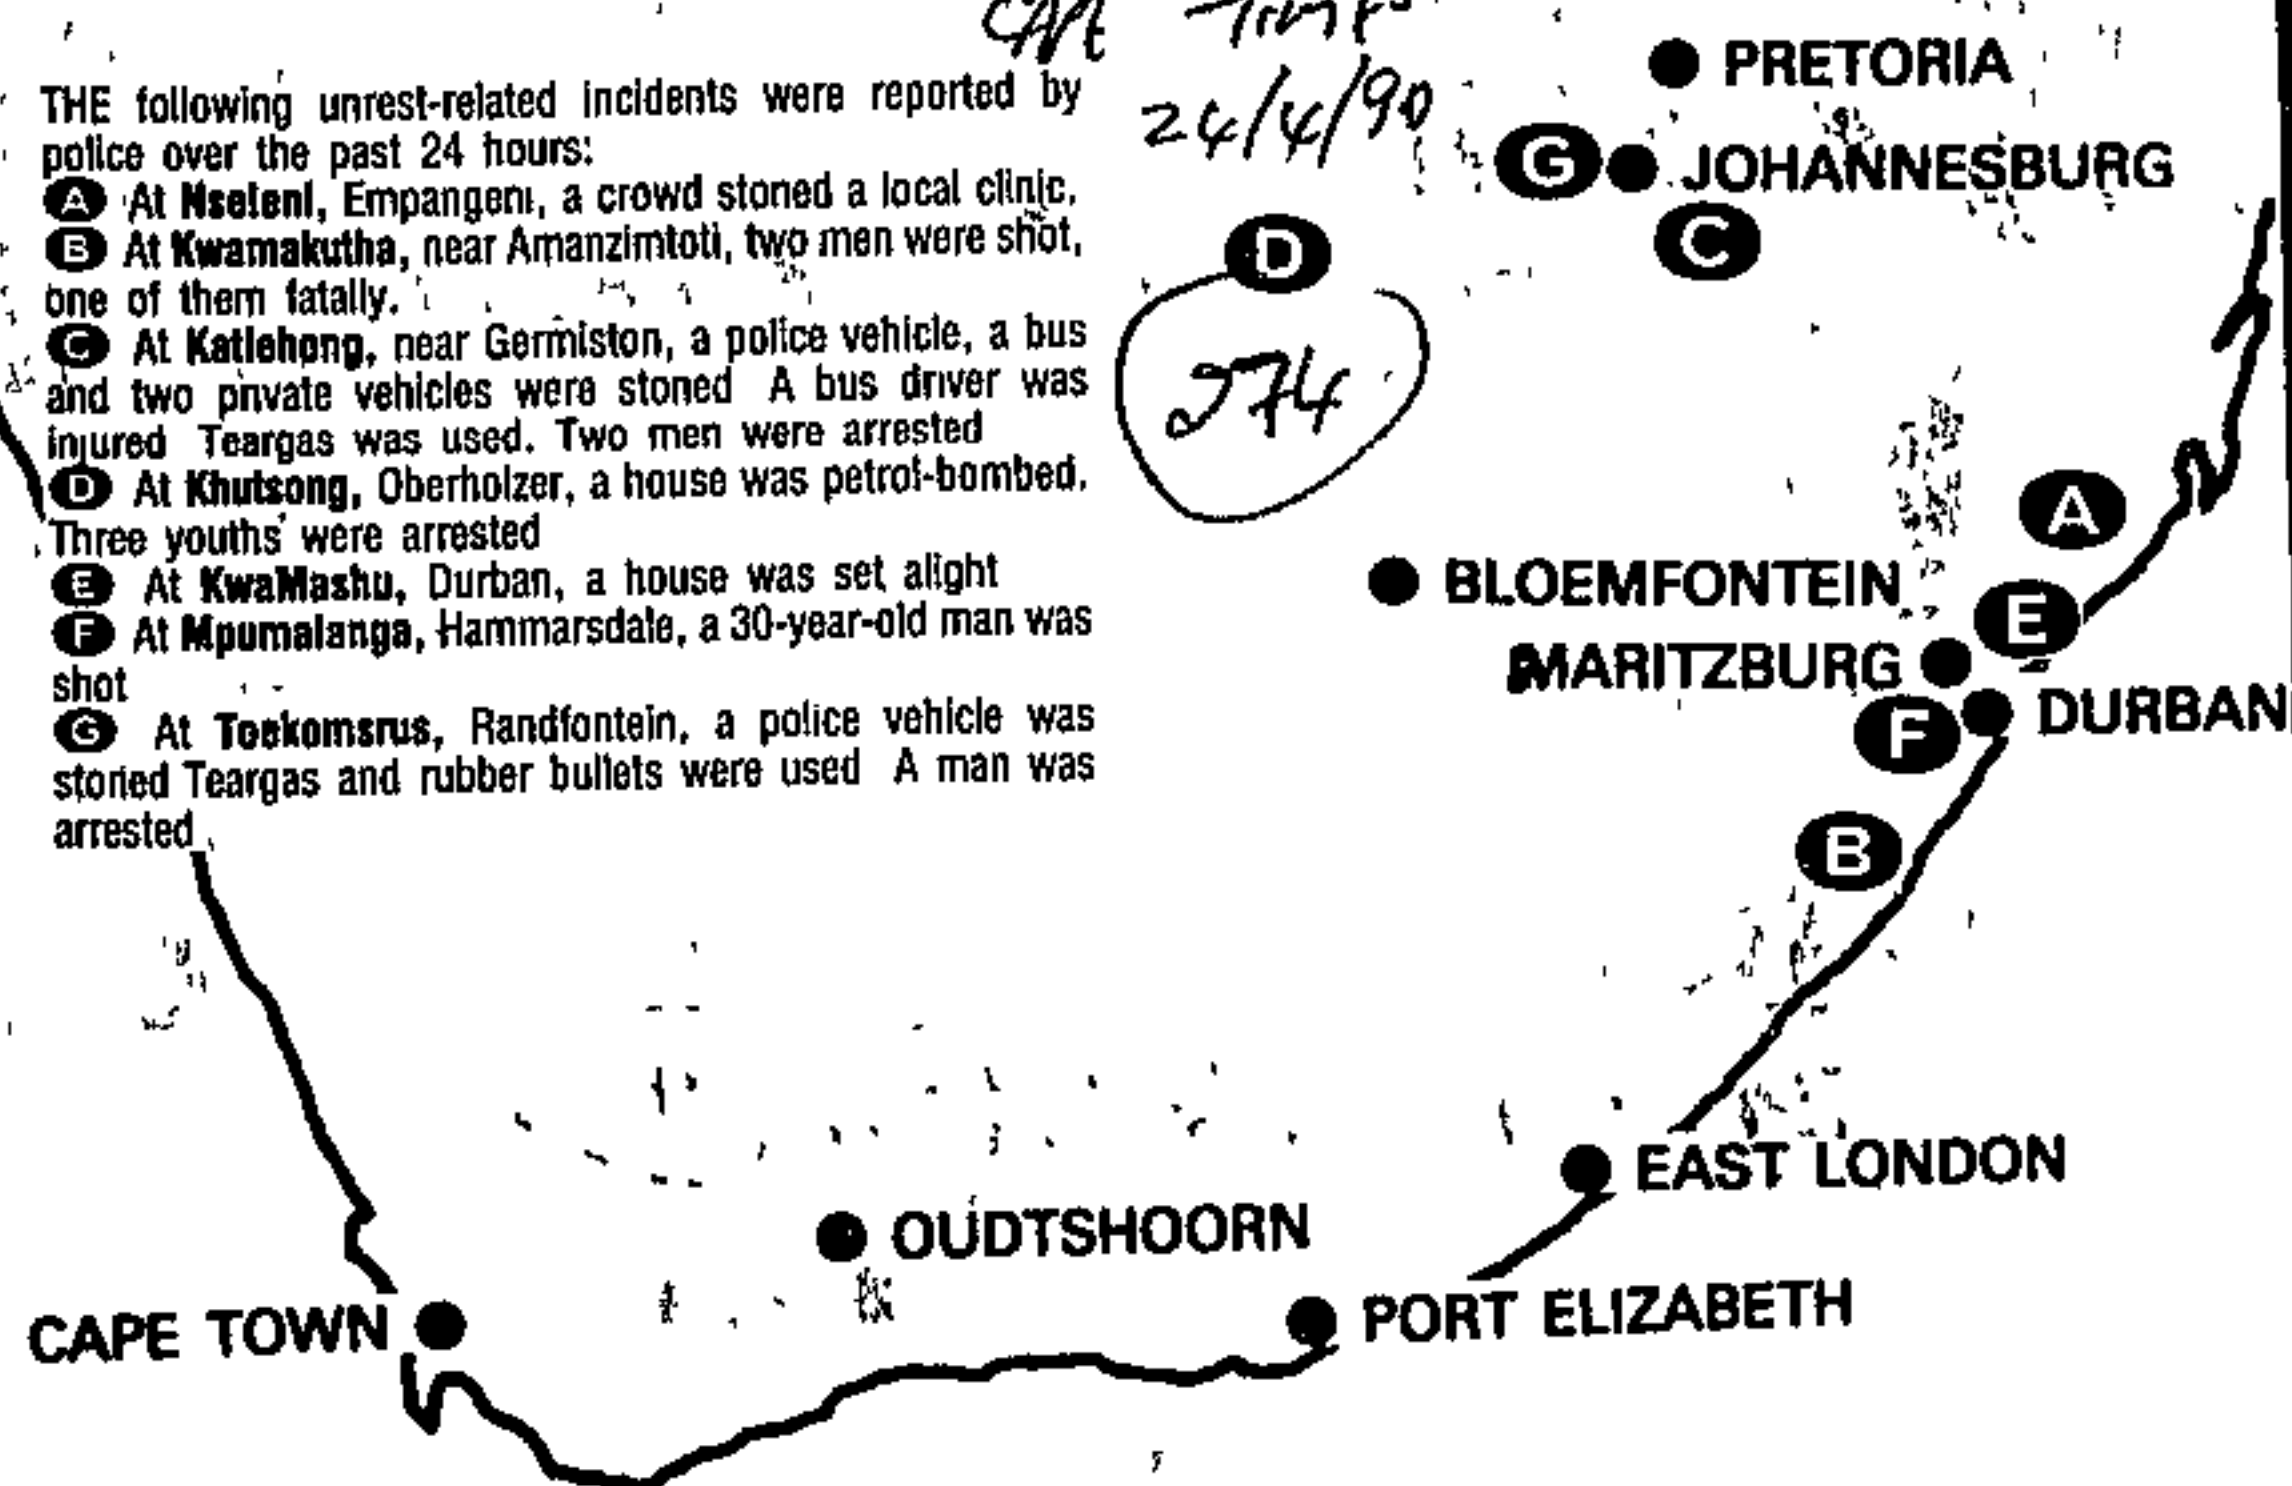 Cape Times
24/4/90
THE following unrest-related incidents were reported by
police over the past 24 hours:
A At Nseleni, Empangeni, a crowd stoned a local clinic.
B At Kwamakutha, near Amanzimtoti, two men were shot,
one of them fatally.
C At Katlehong, near Germiston, a police vehicle, a bus
and two private vehicles were stoned A bus driver was
injured Teargas was used. Two men were arrested
D At Khutsong, Oberholzer, a house was petrol-bombed.
Three youths were arrested
E At KwaMashu, Durban, a house was set alight
F At Mpumalanga, Hammarsdale, a 30-year-old man was
shot
G At Toekomsrus, Randfontein, a police vehicle was
stoned Teargas and rubber bullets were used A man was
arrested
PRETORIA
G JOHANNESBURG
C
D
274
A
BLOEMFONTEIN
E
MARITZBURG
F DURBAN
B
EAST LONDON
OUDTSHOORN
PORT ELIZABETH
CAPE TOWN